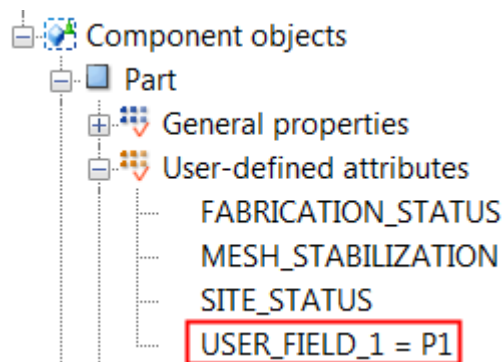 Component objects
Part
General properties
User-defined attributes
FABRICATION_STATUS
MESH_STABILIZATION
SITE_STATUS
USER_FIELD_1 = P1